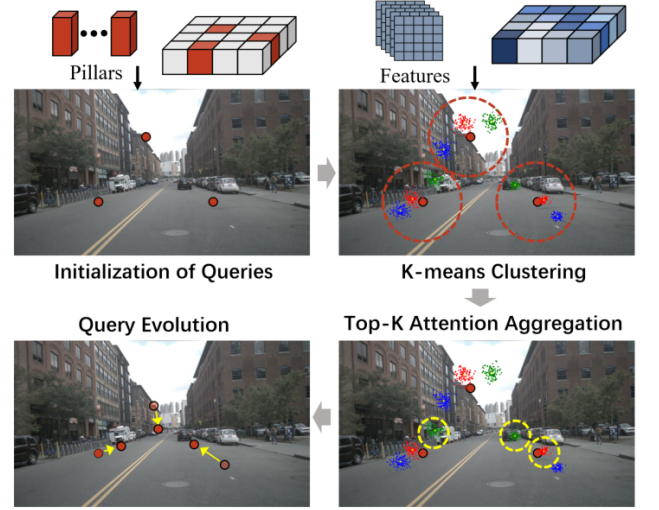 Pillars
Features
Initialization of Queries
K-means Clustering
Query Evolution
Top-K Attention Aggregation